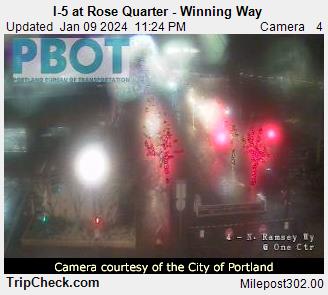 I-5 at Rose Quarter - Winning Way
Updated Jan 09 2024 11:24 PM Camera 4
PBOT
PORTLAND BUREAU OF TRANSPORTATION
4 - N. Ramsey Wy
@ One Ctr
Camera courtesy of the City of Portland
TripCheck.com Milepost302.00